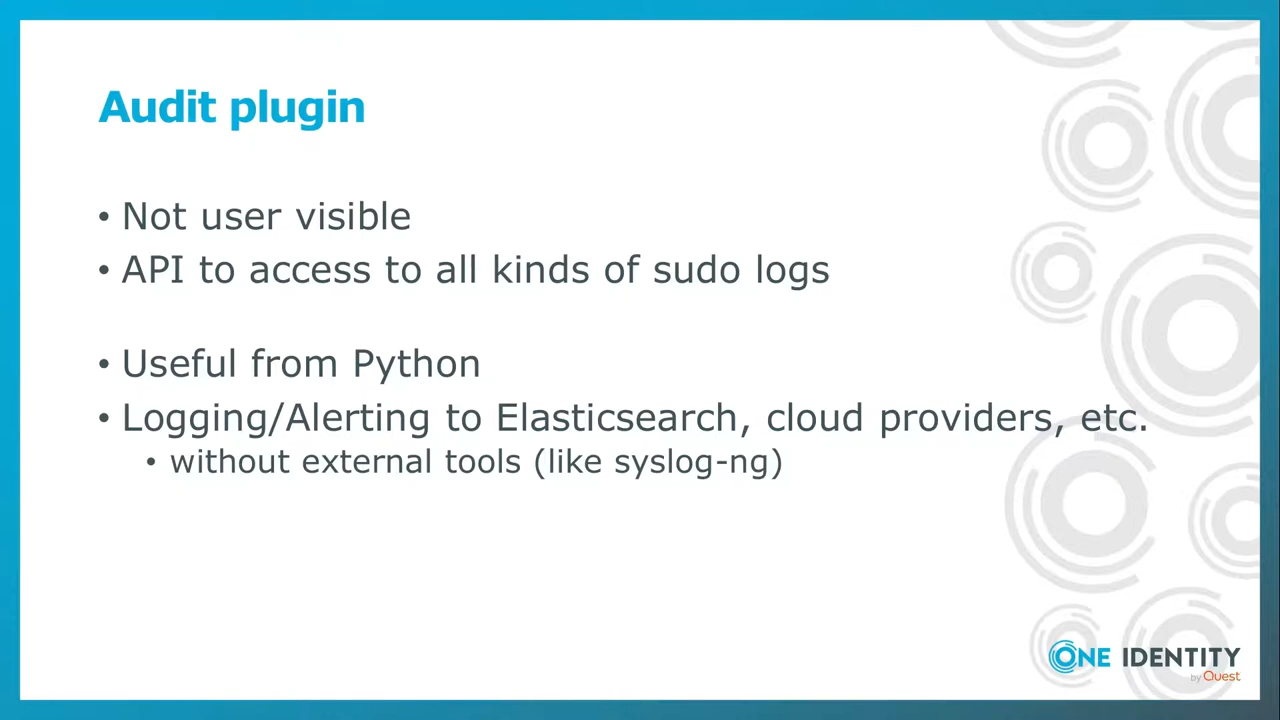 Audit plugin
• Not user visible
• API to access to all kinds of sudo logs
• Useful from Python
• Logging/Alerting to Elasticsearch, cloud providers, etc.
• without external tools (like syslog-ng)
ONE IDENTITY
by Quest